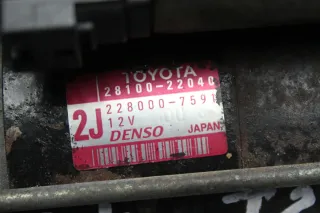 TOYOTA
28100-22040
228000-7591
2J 12V
DENSO JAPAN